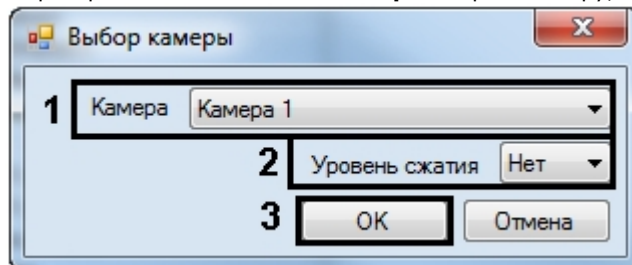 Выбор камеры
1 Камера Камера 1
2 Уровень сжатия Нет
3 OK Отмена